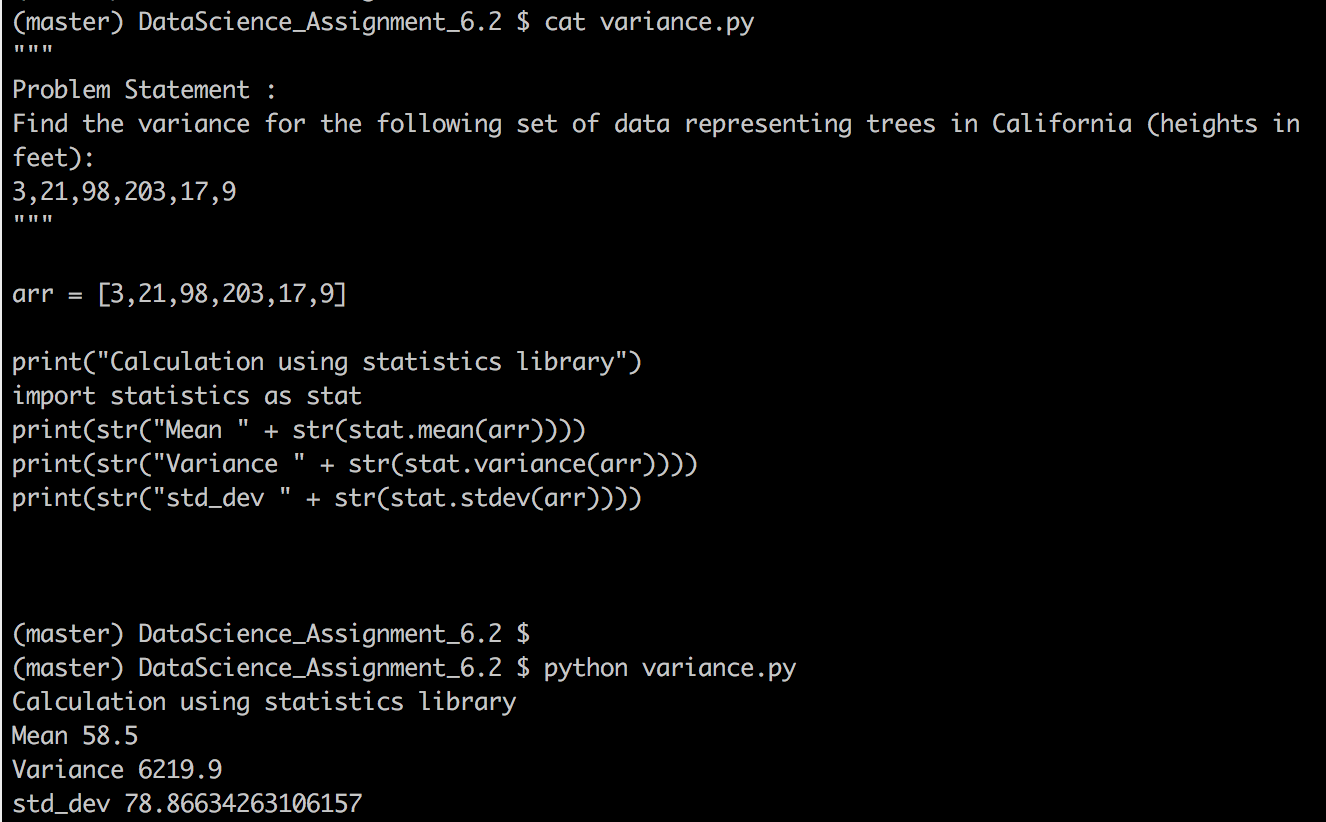 (master) DataScience_Assignment_6.2 $ cat variance.py
"""
Problem Statement :
Find the variance for the following set of data representing trees in California (heights in
feet):
3,21,98,203,17,9
"""
arr = [3,21,98,203,17,9]
print("Calculation using statistics library")
import statistics as stat
print(str("Mean " + str(stat.mean(arr))))
print(str("Variance " + str(stat.variance(arr))))
print(str("std_dev " + str(stat.stdev(arr))))
(master) DataScience_Assignment_6.2 $
(master) DataScience_Assignment_6.2 $ python variance.py
Calculation using statistics library
Mean 58.5
Variance 6219.9
std_dev 78.86634263106157